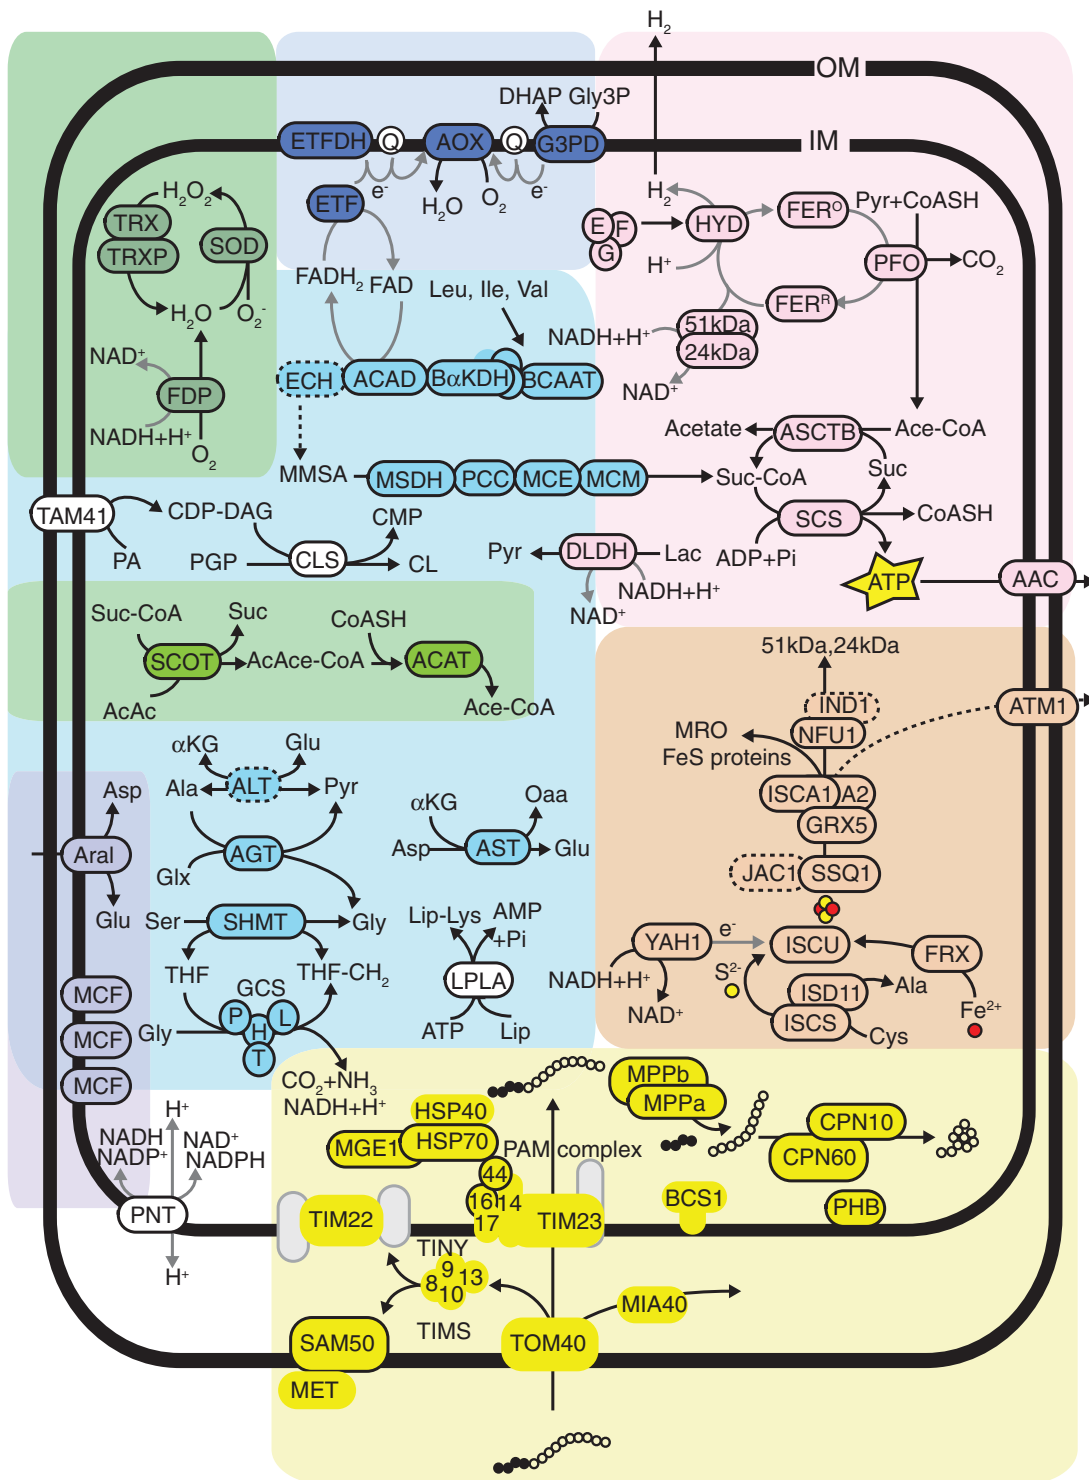 H₂
OM
IM
DHAP Gly3P
ETFDH
Q
AOX
Q
G3PD
e⁻
H₂O
O₂
e⁻
ETF
FADH₂
FAD
H₂O₂
TRX
TRXP
SOD
H₂O
O₂⁻
NAD⁺
FDP
NADH+H⁺
O₂
H₂
E
F
G
HYD
H⁺
FERᴼ
Pyr+CoASH
PFO
CO₂
FERᴿ
NADH+H⁺
51kDa
24kDa
NAD⁺
Leu, Ile, Val
ECH
ACAD
BαKDH
BCAAT
MMSA
MSDH
PCC
MCE
MCM
Acetate
ASCTB
Ace-CoA
Suc-CoA
Suc
SCS
CoASH
ADP+Pi
ATP
AAC
TAM41
PA
CDP-DAG
PGP
CLS
CMP
CL
Pyr
DLDH
Lac
NADH+H⁺
NAD⁺
Suc-CoA
Suc
CoASH
SCOT
AcAce-CoA
ACAT
AcAc
Ace-CoA
51kDa,24kDa
IND1
NFU1
ATM1
MRO
FeS proteins
ISCA1
A2
GRX5
JAC1
SSQ1
YAH1
e⁻
ISCU
FRX
NADH+H⁺
NAD⁺
S²⁻
ISD11
ISCS
Ala
Cys
Fe²⁺
αKG
Glu
Ala
ALT
Pyr
AGT
Glx
αKG
Oaa
Asp
AST
Glu
Asp
Aral
Glu
Ser
SHMT
Gly
THF
THF-CH₂
GCS
P
H
L
T
Gly
CO₂+NH₃
NADH+H⁺
Lip-Lys
AMP
+Pi
LPLA
ATP
Lip
MCF
MCF
MCF
H⁺
NADH
NADP⁺
NAD⁺
NADPH
PNT
H⁺
HSP40
MGE1
HSP70
PAM complex
44
16
14
17
TIM22
TIM23
MPPb
MPPa
CPN10
CPN60
BCS1
PHB
TINY
9
8
13
10
TIMS
MIA40
SAM50
MET
TOM40